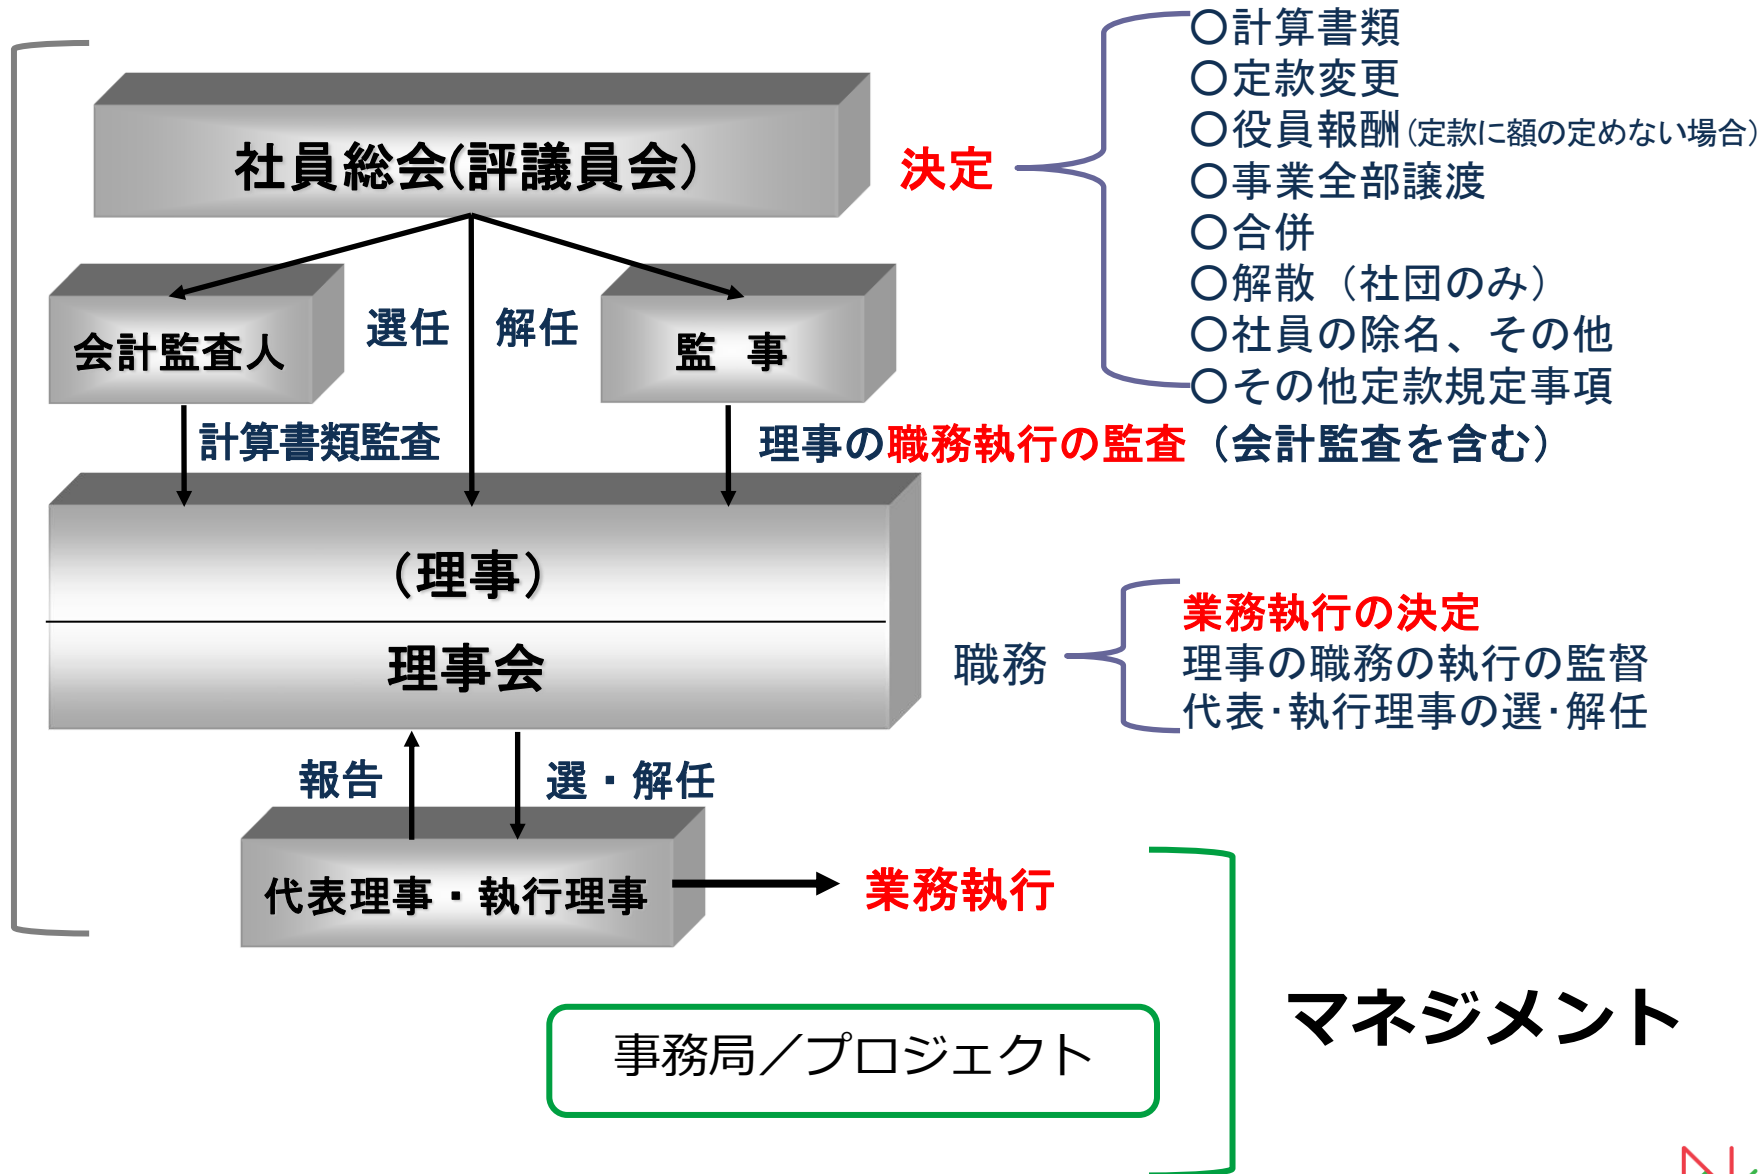 社員総会(評議員会)
決定
○計算書類
○定款変更
○役員報酬(定款に額の定めない場合)
○事業全部譲渡
○合併
○解散（社団のみ）
○社員の除名、その他
○その他定款規定事項
会計監査人
選任
解任
監　事
計算書類監査
理事の職務執行の監査（会計監査を含む）
（理事）
理事会
職務
業務執行の決定
理事の職務の執行の監督
代表･執行理事の選･解任
報告
選・解任
代表理事・執行理事
業務執行
マネジメント
事務局／プロジェクト